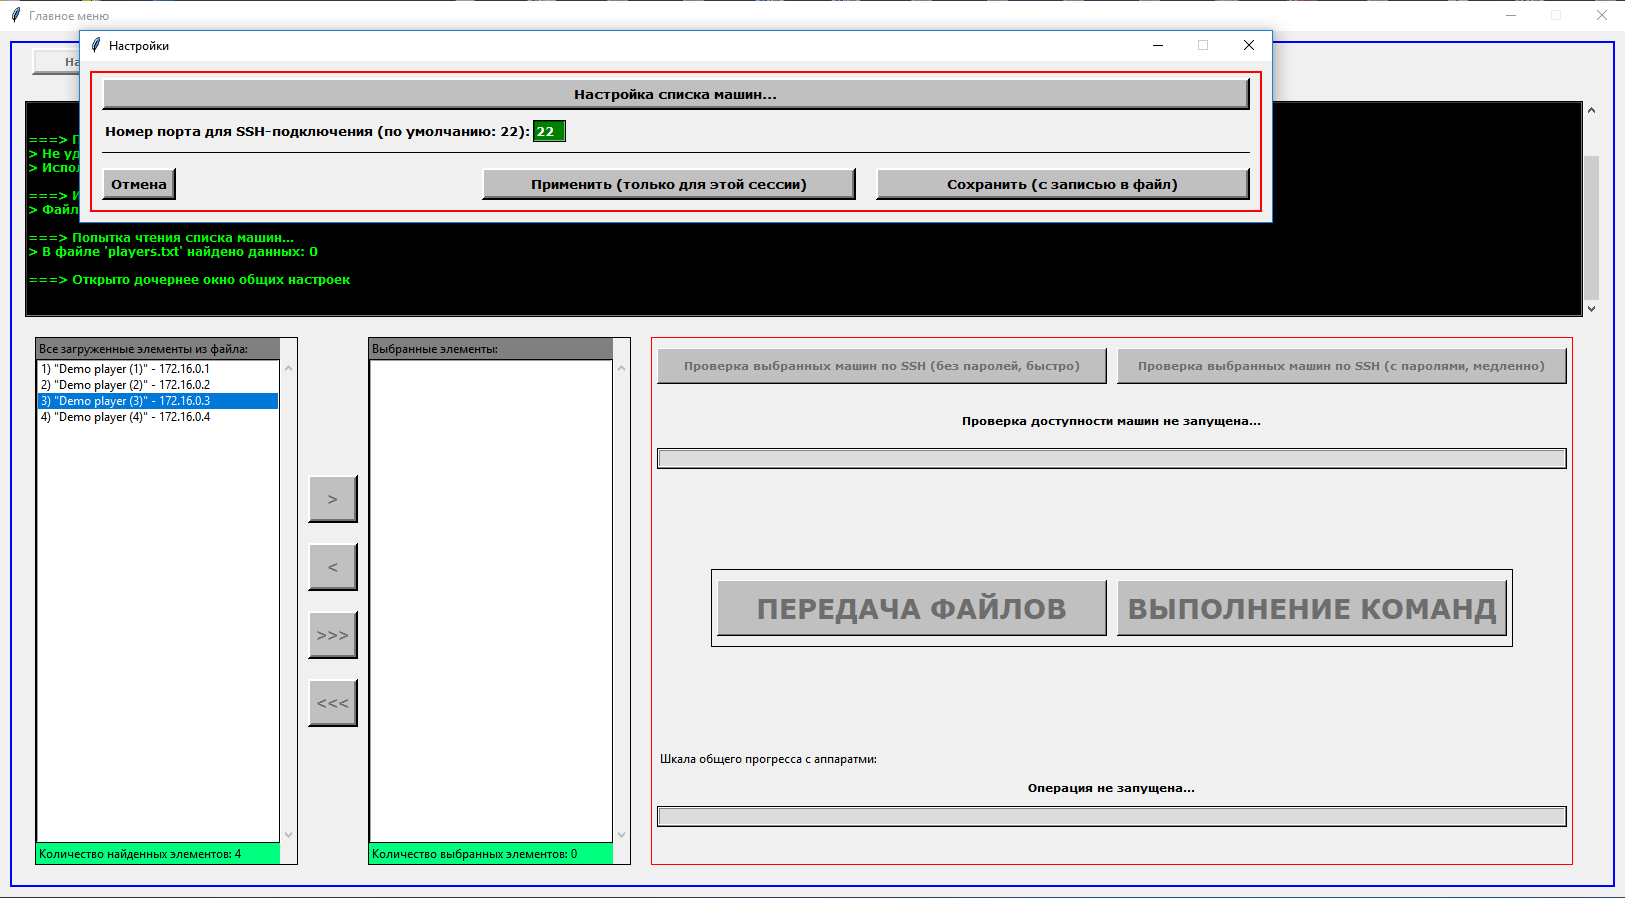 Главное меню
Настройки
Настройка списка машин...
Номер порта для SSH-подключения (по умолчанию: 22): 22
Отмена
Применить (только для этой сессии)
Сохранить (с записью в файл)
===>
> Не
>
===>
> Файл
===> Попытка чтения списка машин...
> В файле 'players.txt' найдено данных: 0
===> Открыто дочернее окно общих настроек
Все загруженные элементы из файла:
1) "Demo player (1)" - 172.16.0.1
2) "Demo player (2)" - 172.16.0.2
3) "Demo player (3)" - 172.16.0.3
4) "Demo player (4)" - 172.16.0.4
Количество найденных элементов: 4
>
<
>>>
<<<
Выбранные элементы:
Количество выбранных элементов: 0
Проверка выбранных машин по SSH (без паролей, быстро)
Проверка выбранных машин по SSH (с паролями, медленно)
Проверка доступности машин не запущена...
ПЕРЕДАЧА ФАЙЛОВ
ВЫПОЛНЕНИЕ КОМАНД
Шкала общего прогресса с аппаратми:
Операция не запущена...